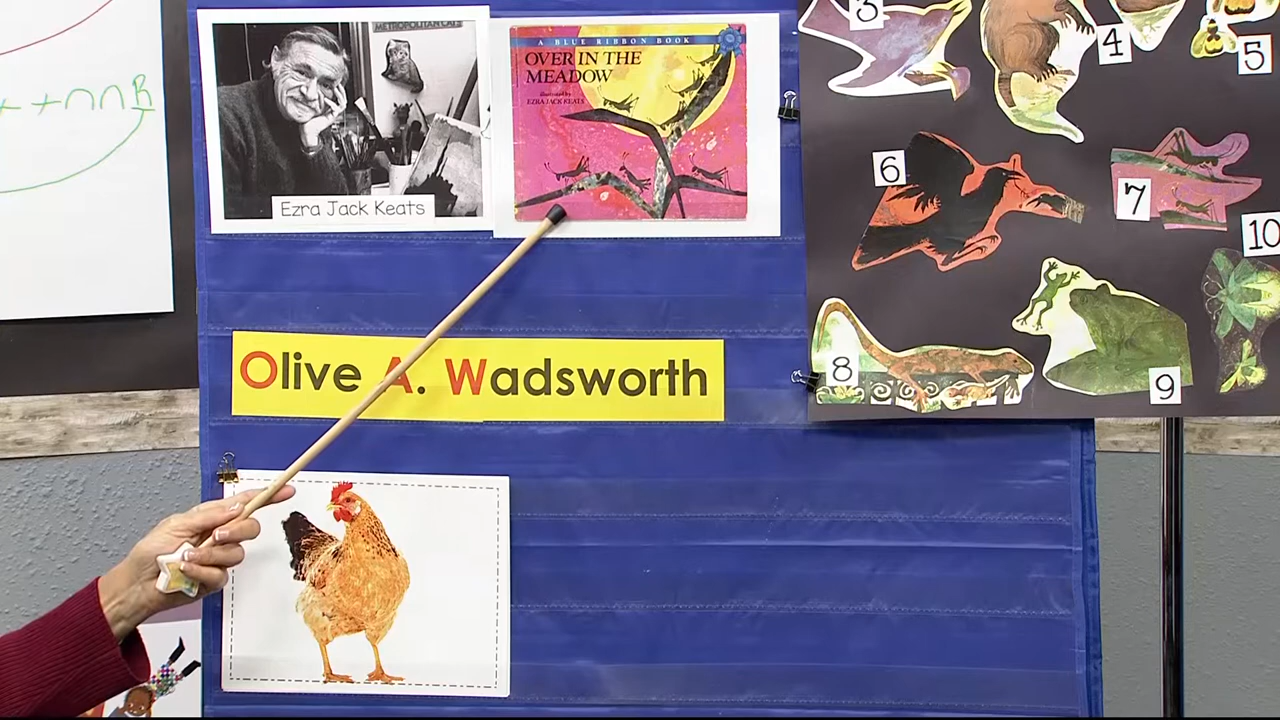 METROPOLITAN CATS
Ezra Jack Keats
A BLUE RIBBON BOOK
OVER IN THE
MEADOW
illustrated by
EZRA JACK KEATS
Olive A. Wadsworth
3
4
5
6
7
8
9
10